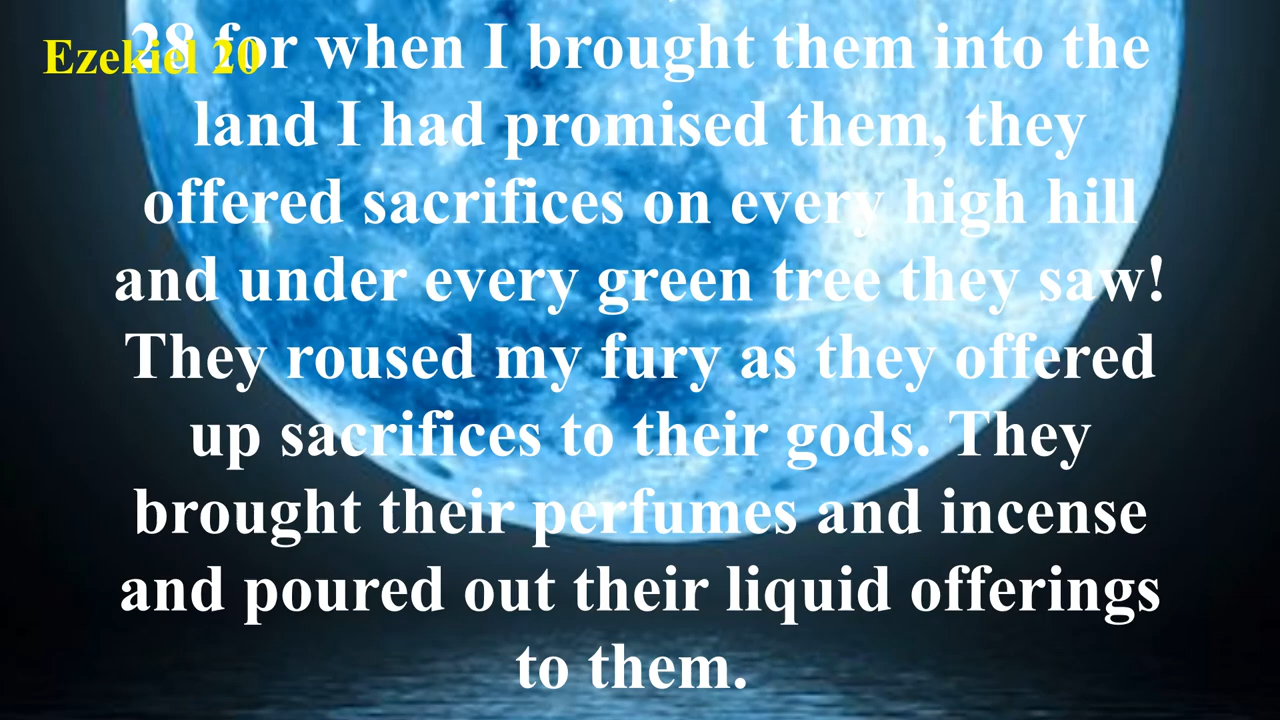 Ezekiel 20
28 for when I brought them into the
land I had promised them, they
offered sacrifices on every high hill
and under every green tree they saw!
They roused my fury as they offered
up sacrifices to their gods. They
brought their perfumes and incense
and poured out their liquid offerings
to them.